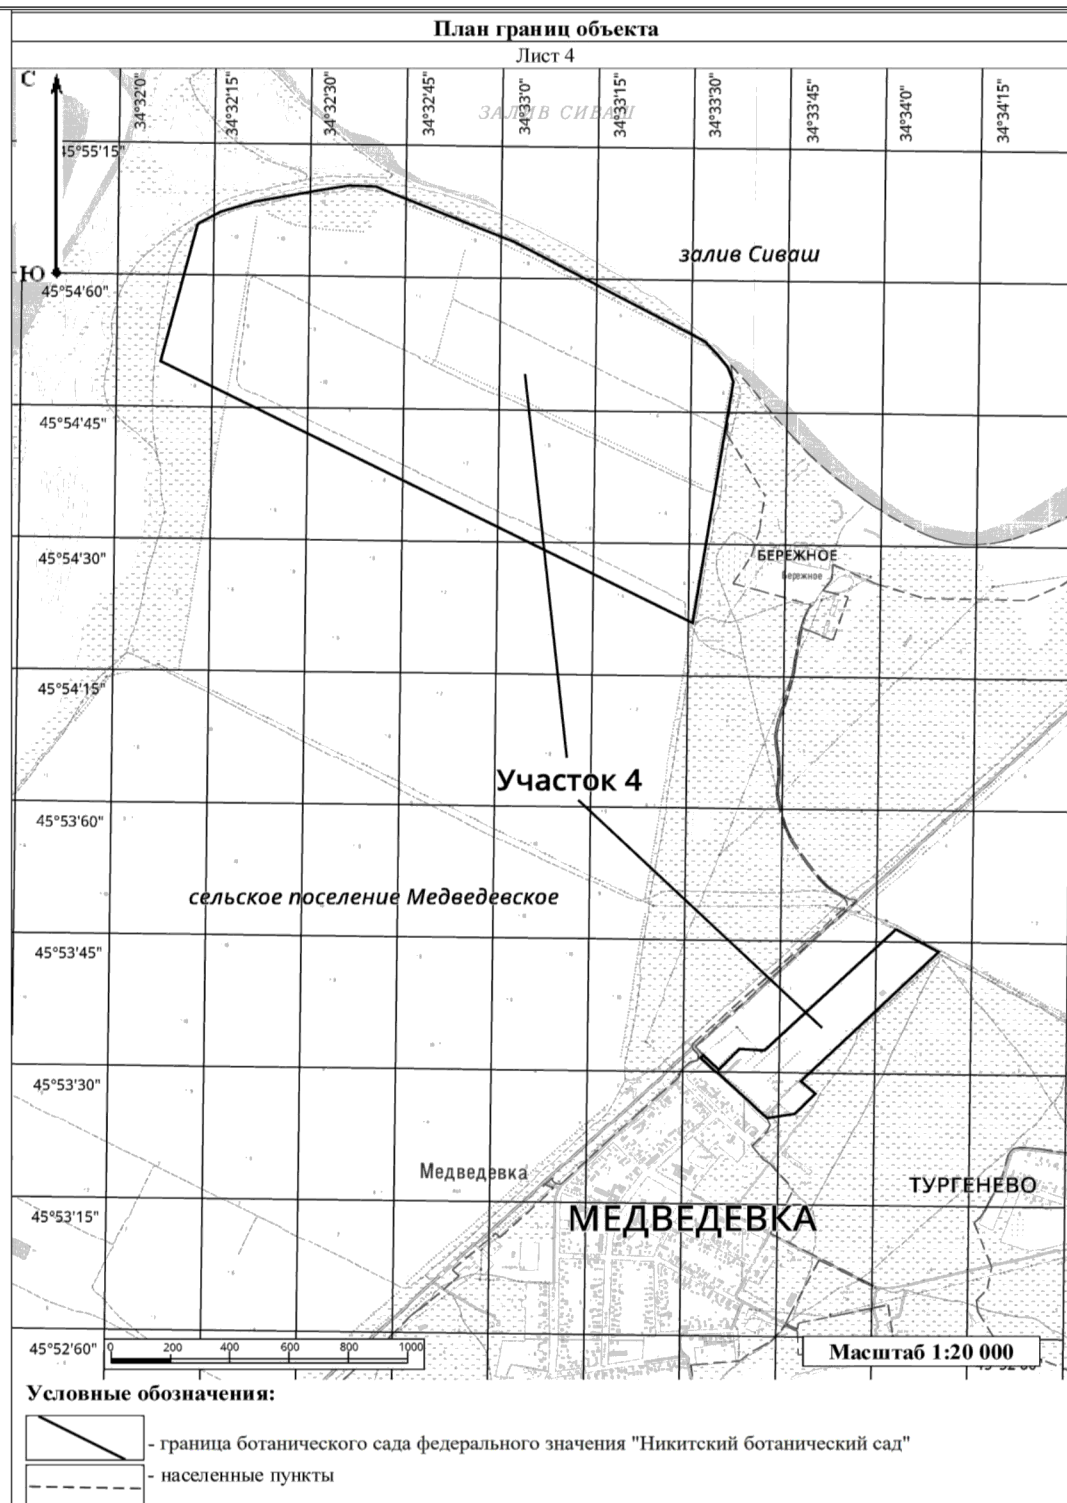 План границ объекта
Лист 4
С
34°32'0"
34°32'15"
34°32'30"
34°32'45"
34°33'0"
34°33'15"
34°33'30"
34°33'45"
34°34'0"
34°34'15"
ЗАЛИВ СИВАШ
45°55'15"
залив Сиваш
Ю
45°54'60"
45°54'45"
45°54'30"
БЕРЕЖНОЕ
Бережное
45°54'15"
Участок 4
45°53'60"
сельское поселение Медведевское
45°53'45"
45°53'30"
Медведевка
ТУРГЕНЕВО
45°53'15"
МЕДВЕДЕВКА
45°52'60"
0 200 400 600 800 1000
Масштаб 1:20 000
Условные обозначения:
- граница ботанического сада федерального значения "Никитский ботанический сад"
- населенные пункты